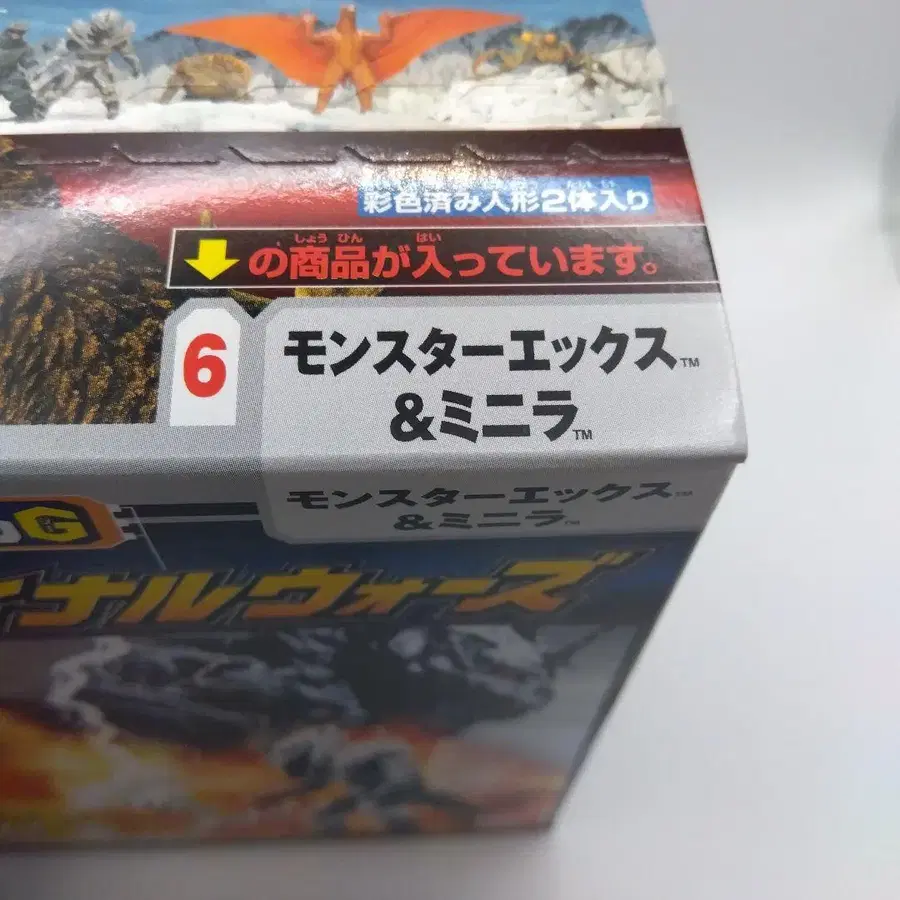 彩色済み人形2体入り
しょう ひん はい
の商品が入っています。
6
モンスターエックス™
&ミニラ™
モンスターエックス™
&ミニラ™
G
ナルウォーズ